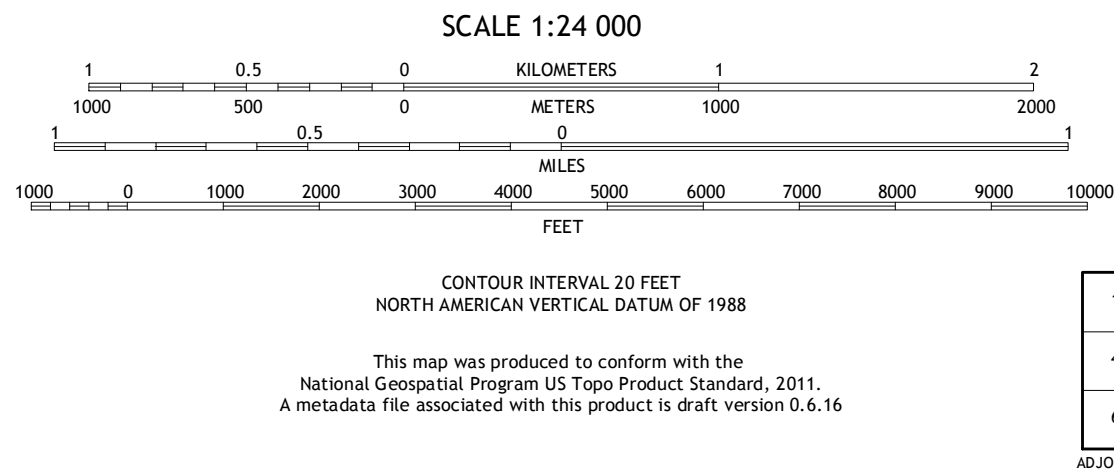 SCALE 1:24 000
1 0.5 0 KILOMETERS 1 2
1000 500 0 METERS 1000 2000
1 0.5 0 1
MILES
1000 0 1000 2000 3000 4000 5000 6000 7000 8000 9000 10000
FEET
CONTOUR INTERVAL 20 FEET
NORTH AMERICAN VERTICAL DATUM OF 1988
This map was produced to conform with the
National Geospatial Program US Topo Product Standard, 2011.
A metadata file associated with this product is draft version 0.6.16
ADJO